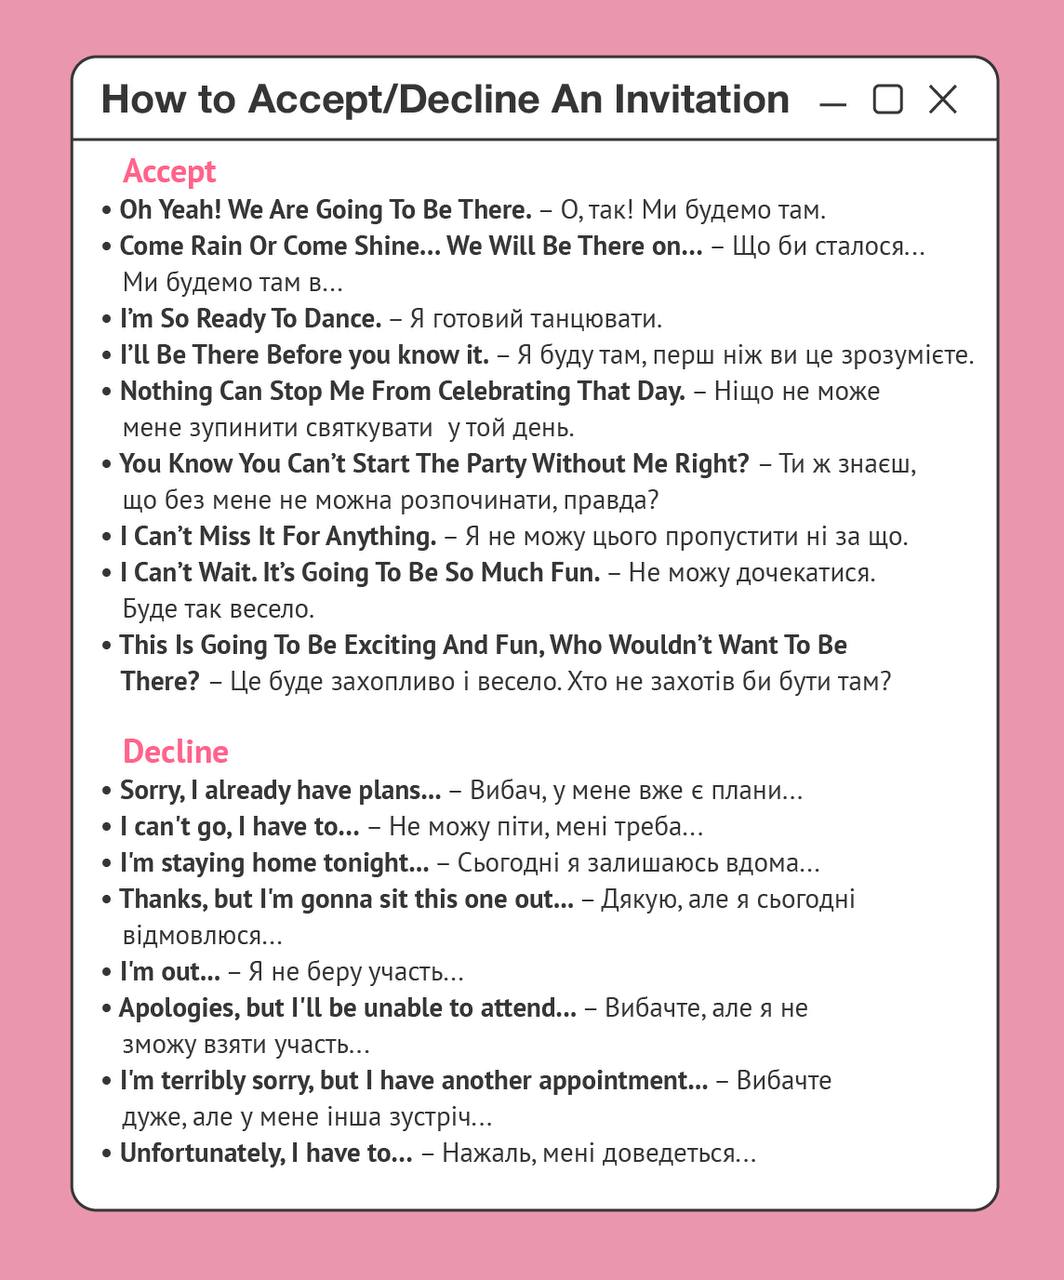 How to Accept/Decline An Invitation
Accept
• Oh Yeah! We Are Going To Be There. – О, так! Ми будемо там.
• Come Rain Or Come Shine... We Will Be There on... – Що би сталося...
Ми будемо там в...
• I’m So Ready To Dance. – Я готовий танцювати.
• I’ll Be There Before you know it. – Я буду там, перш ніж ви це зрозумієте.
• Nothing Can Stop Me From Celebrating That Day. – Ніщо не може
мене зупинити святкувати  у той день.
• You Know You Can’t Start The Party Without Me Right? – Ти ж знаєш,
що без мене не можна розпочинати, правда?
• I Can’t Miss It For Anything. – Я не можу цього пропустити ні за що.
• I Can’t Wait. It’s Going To Be So Much Fun. – Не можу дочекатися.
Буде так весело.
• This Is Going To Be Exciting And Fun, Who Wouldn’t Want To Be
There? – Це буде захопливо і весело. Хто не захотів би бути там?
Decline
• Sorry, I already have plans... – Вибач, у мене вже є плани...
• I can't go, I have to... – Не можу піти, мені треба...
• I'm staying home tonight... – Сьогодні я залишаюсь вдома...
• Thanks, but I'm gonna sit this one out... – Дякую, але я сьогодні
відмовлюся...
• I'm out... – Я не беру участь...
• Apologies, but I'll be unable to attend... – Вибачте, але я не
зможу взяти участь...
• I'm terribly sorry, but I have another appointment... – Вибачте
дуже, але у мене інша зустріч...
• Unfortunately, I have to... – Нажаль, мені доведеться...